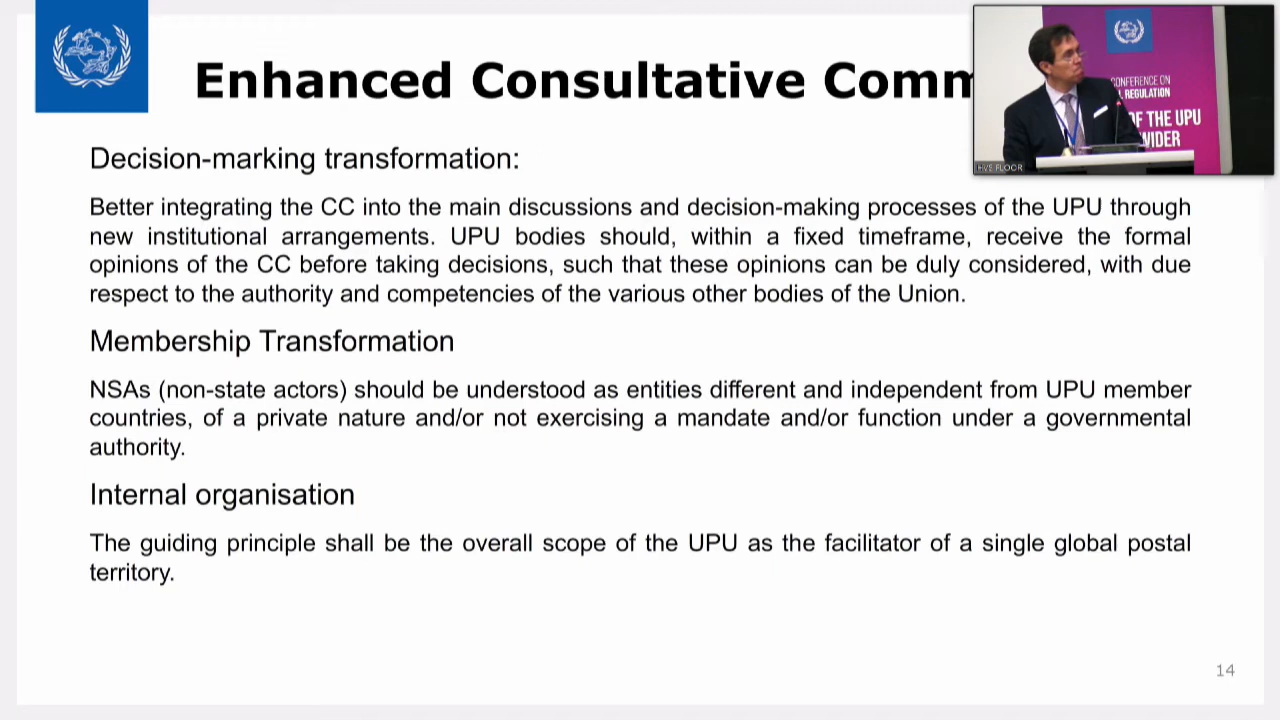 Enhanced Consultative Comm
CONFERENCE ON
L REGULATION
OF THE UPU
WIDER
HIVE FLOOR
Decision-marking transformation:
Better integrating the CC into the main discussions and decision-making processes of the UPU through
new institutional arrangements. UPU bodies should, within a fixed timeframe, receive the formal
opinions of the CC before taking decisions, such that these opinions can be duly considered, with due
respect to the authority and competencies of the various other bodies of the Union.
Membership Transformation
NSAs (non-state actors) should be understood as entities different and independent from UPU member
countries, of a private nature and/or not exercising a mandate and/or function under a governmental
authority.
Internal organisation
The guiding principle shall be the overall scope of the UPU as the facilitator of a single global postal
territory.
14